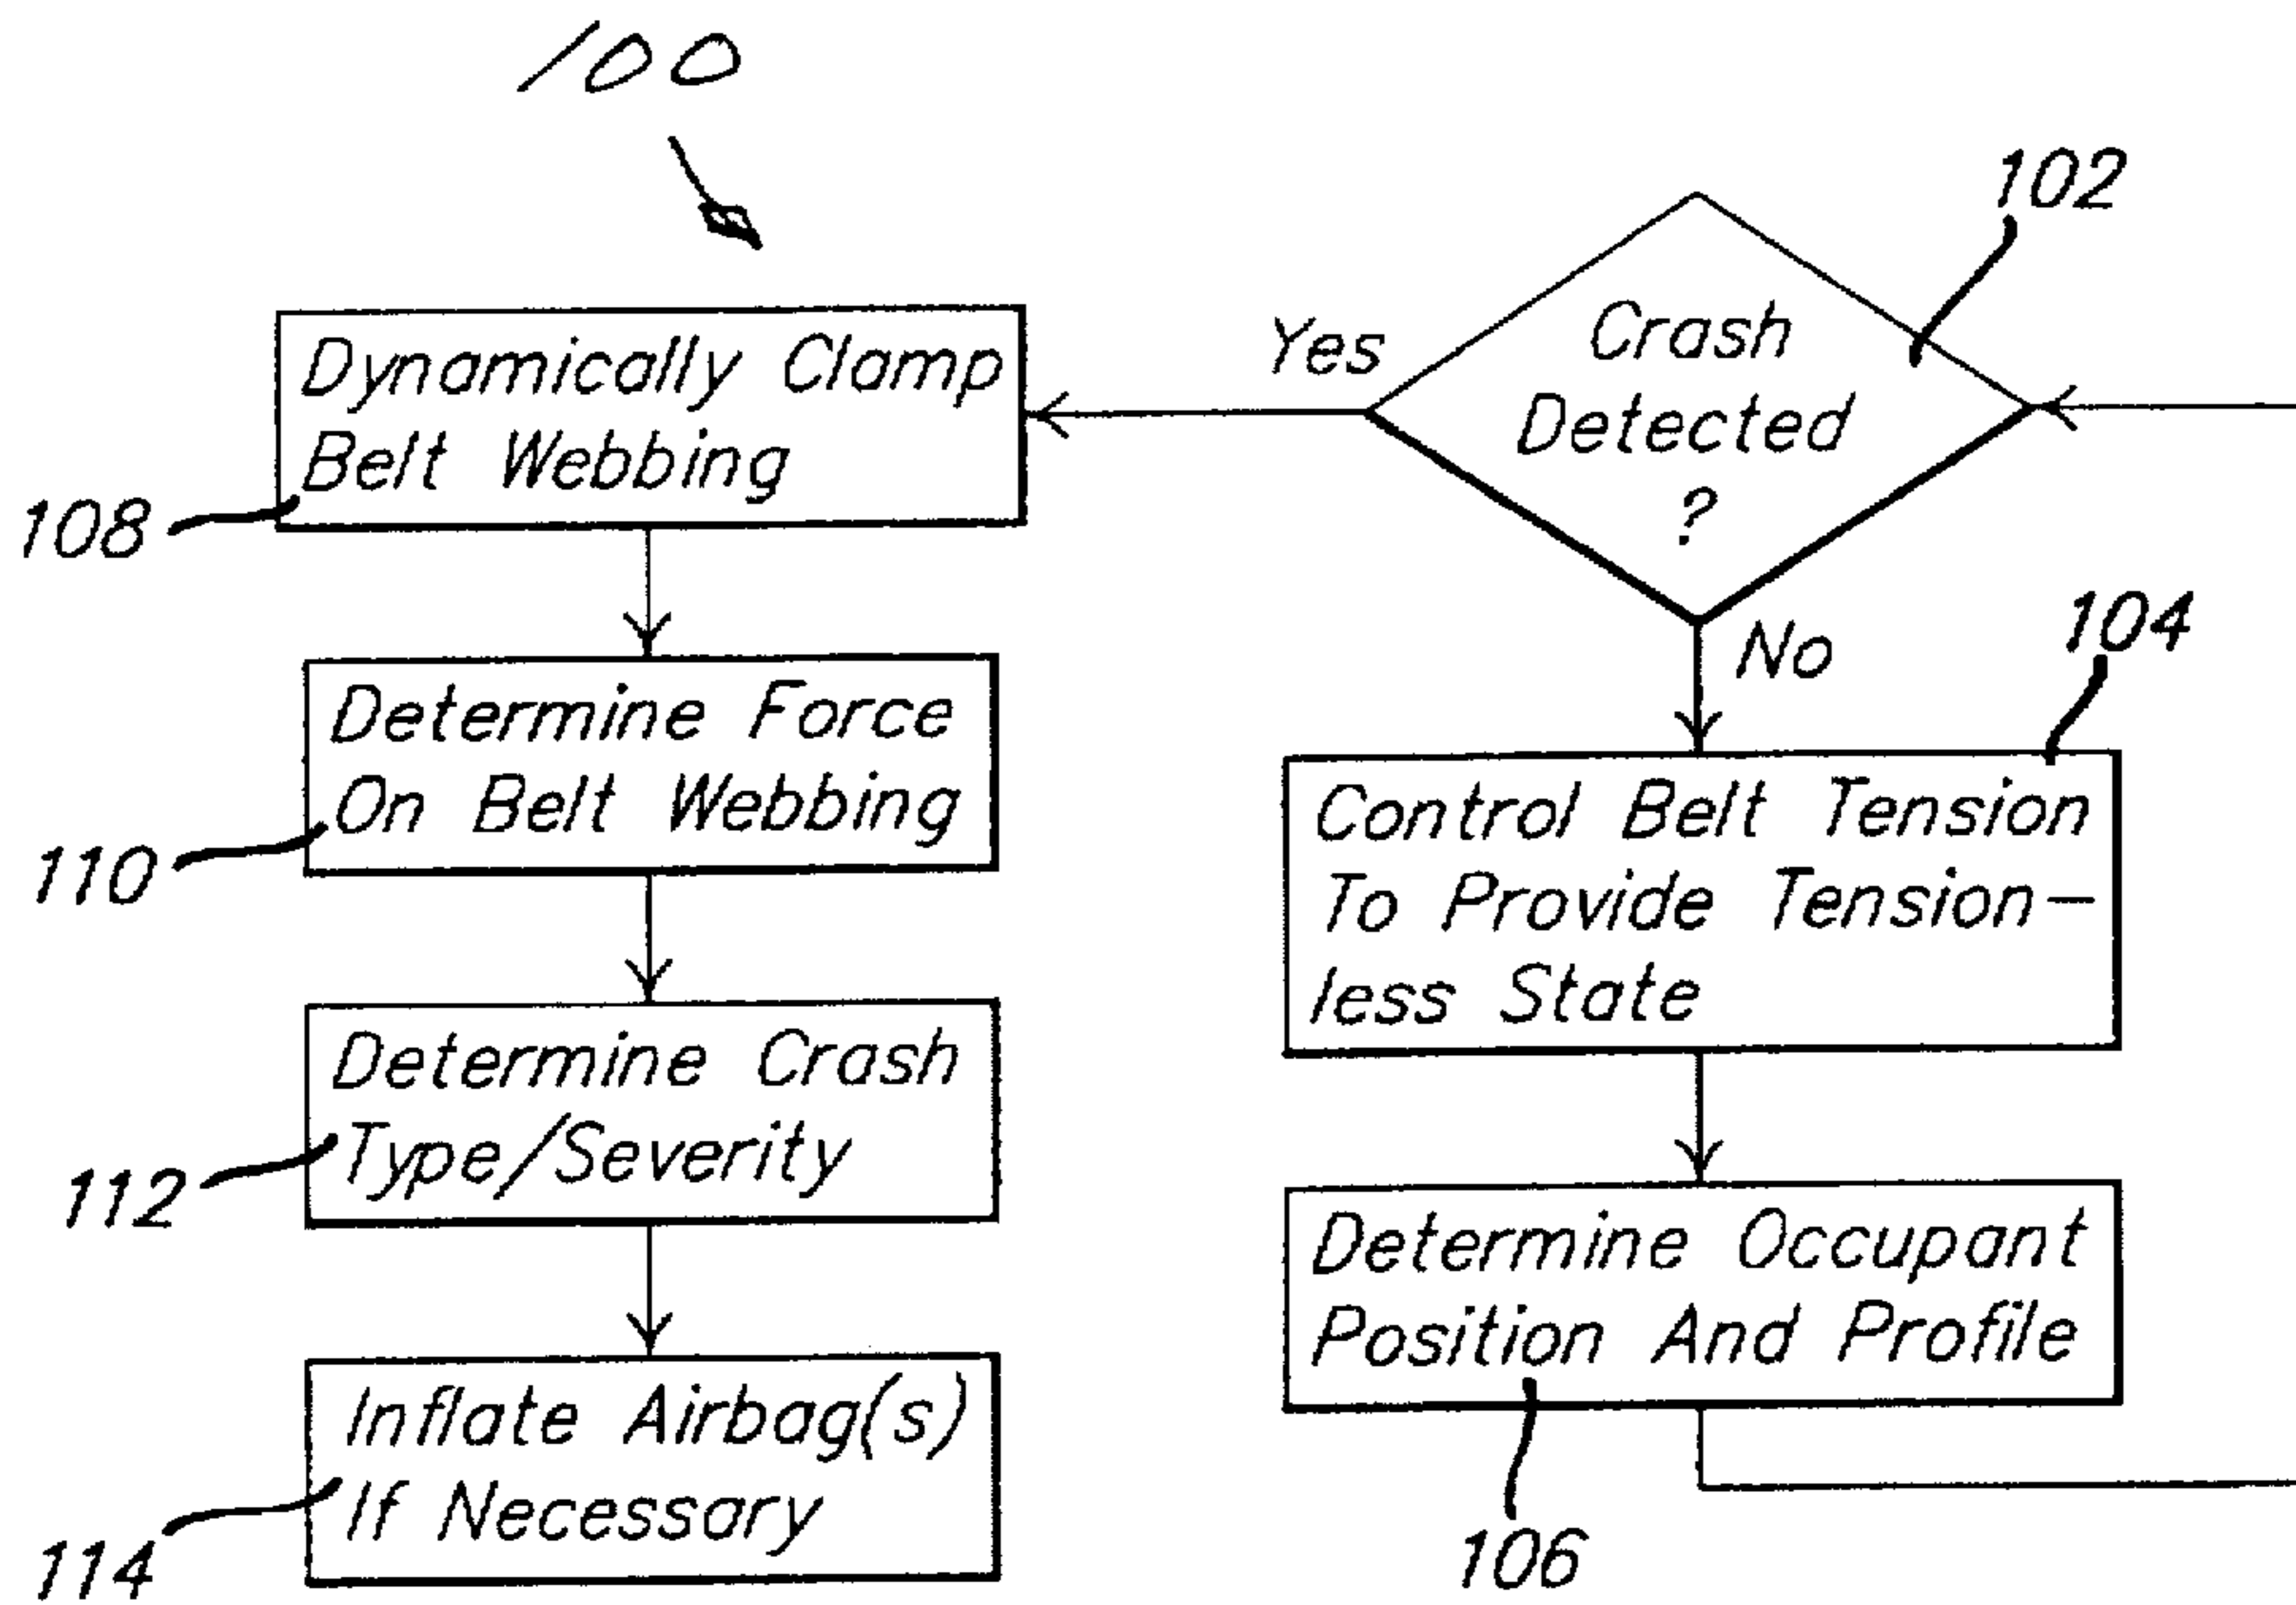 100
102
Crash
Detected
?
Yes
No
Dynamically Clamp
Belt Webbing
108
Determine Force
On Belt Webbing
110
Determine Crash
Type/Severity
112
Inflate Airbag(s)
If Necessary
114
104
Control Belt Tension
To Provide Tension-
less State
Determine Occupant
Position And Profile
106